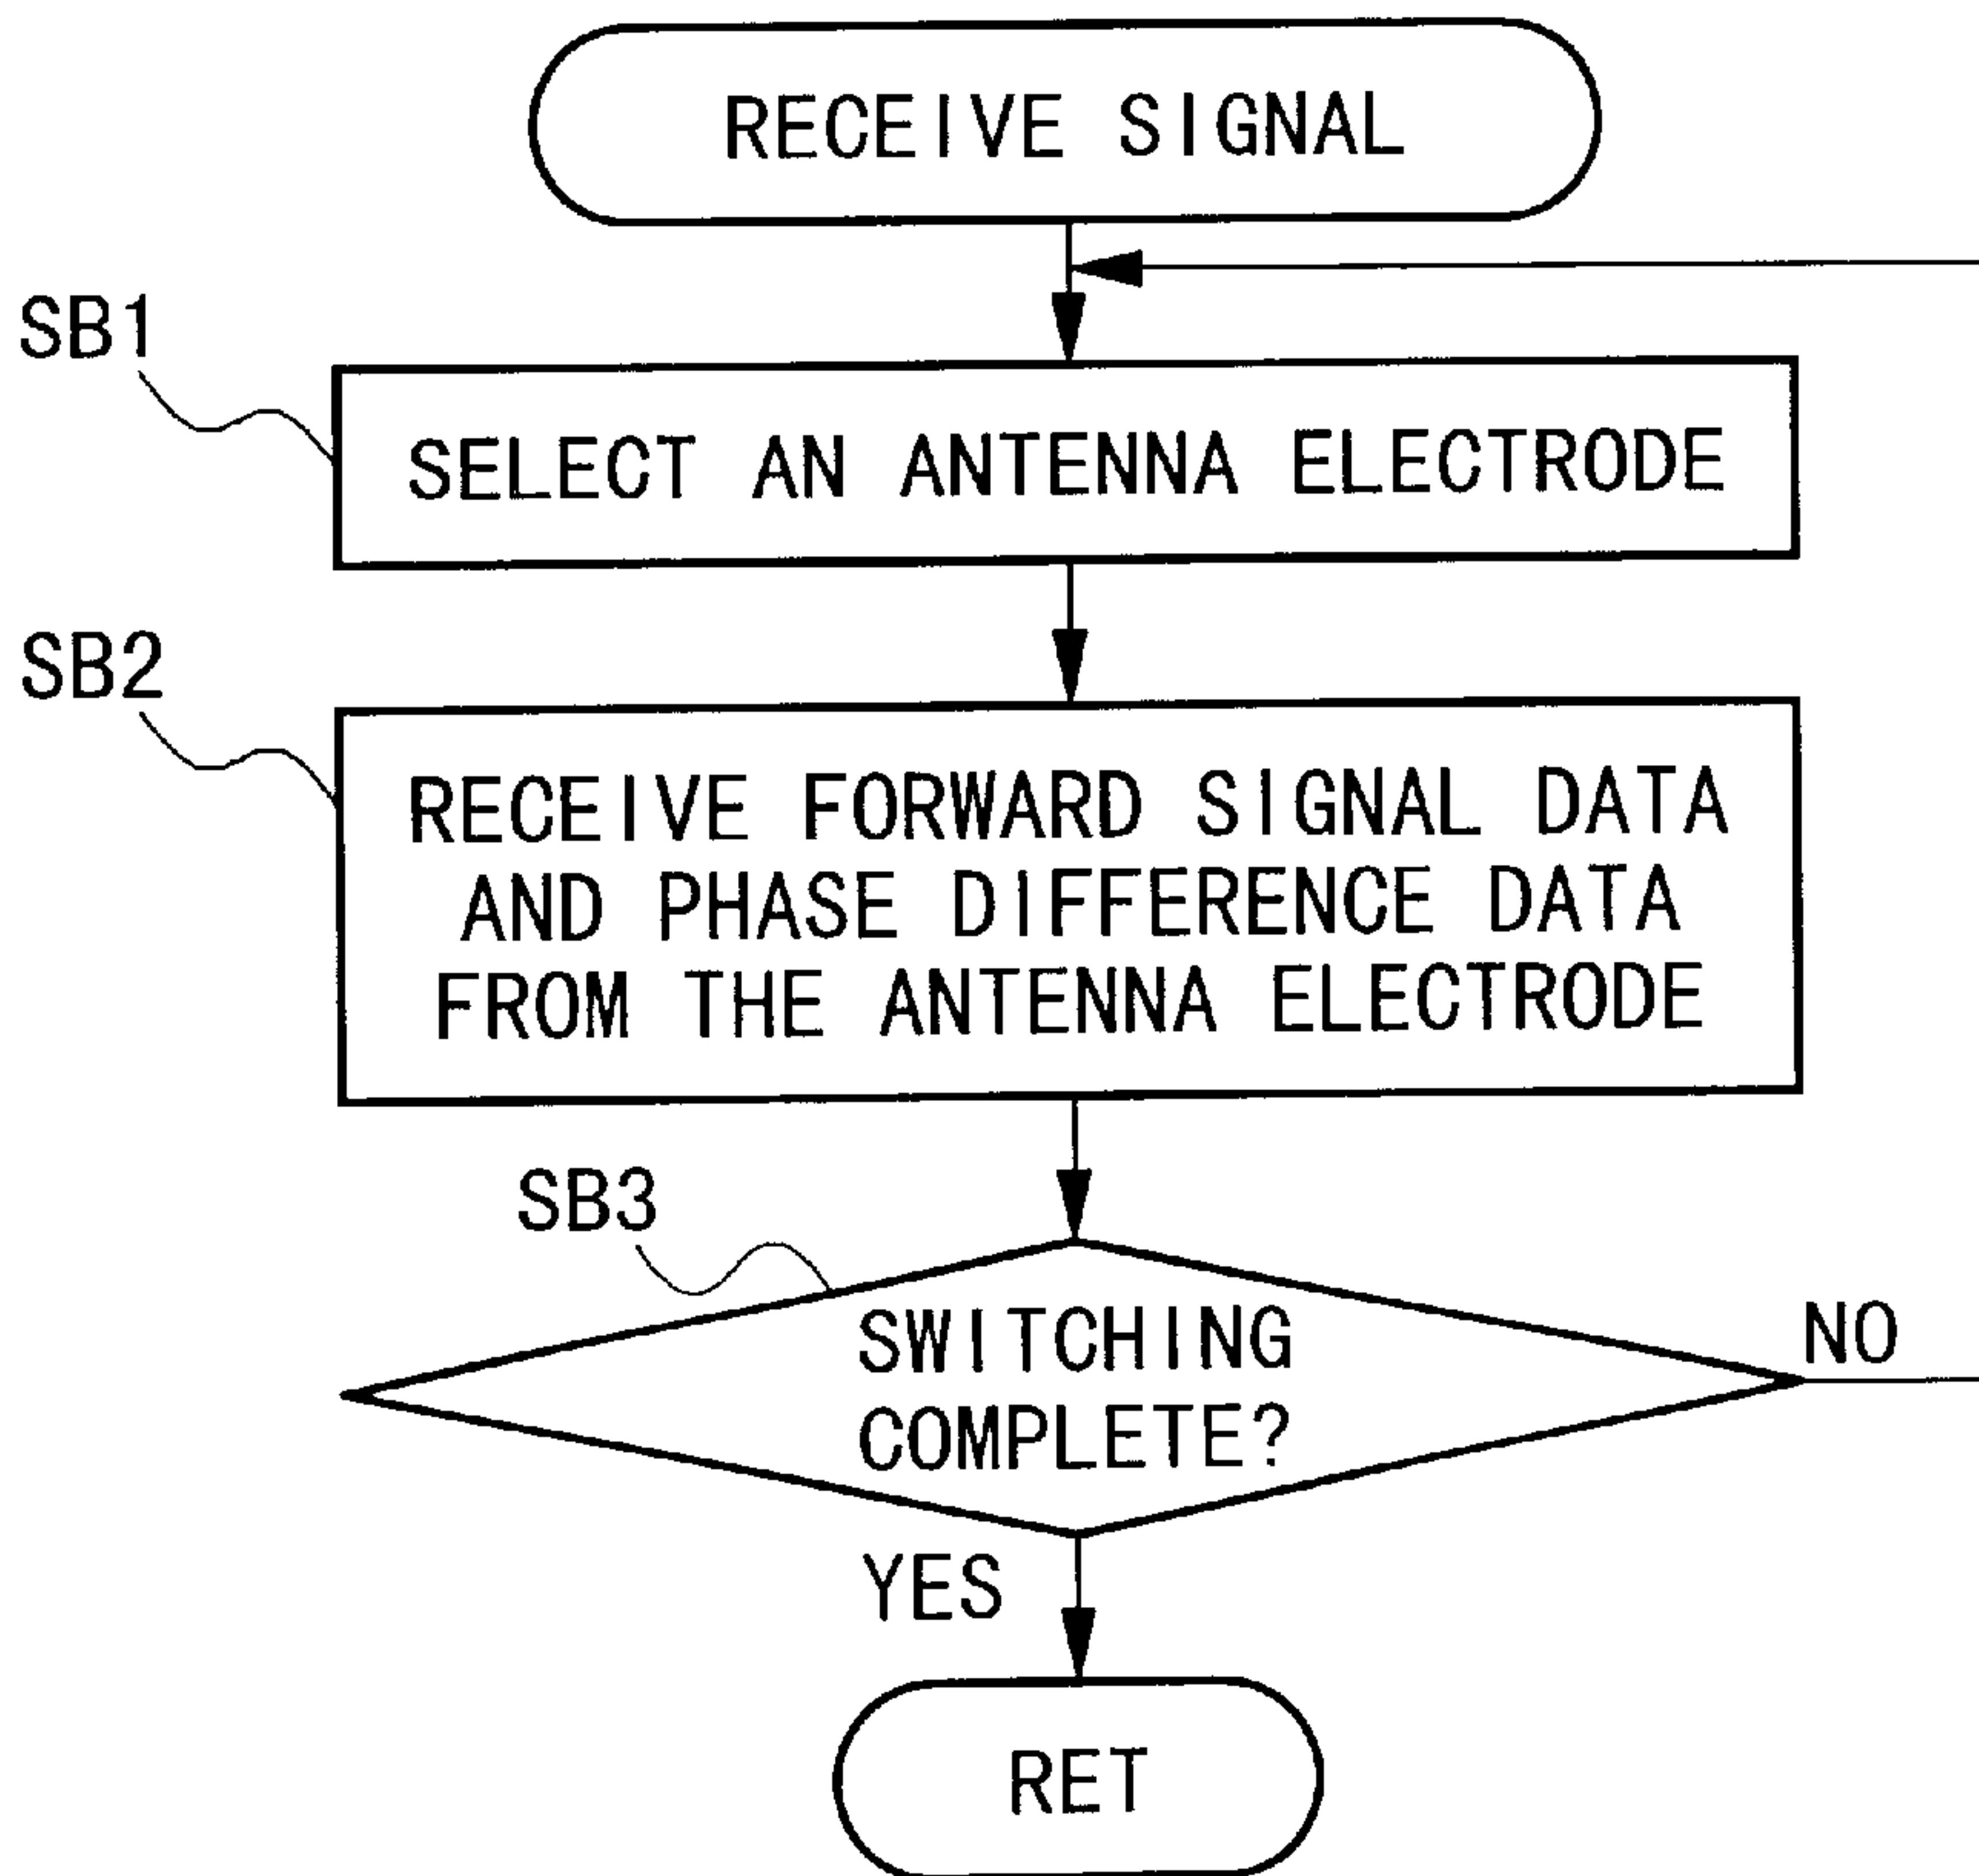 RECEIVE SIGNAL
SB1
SELECT AN ANTENNA ELECTRODE
SB2
RECEIVE FORWARD SIGNAL DATA
AND PHASE DIFFERENCE DATA
FROM THE ANTENNA ELECTRODE
SB3
SWITCHING
COMPLETE?
NO
YES
RET